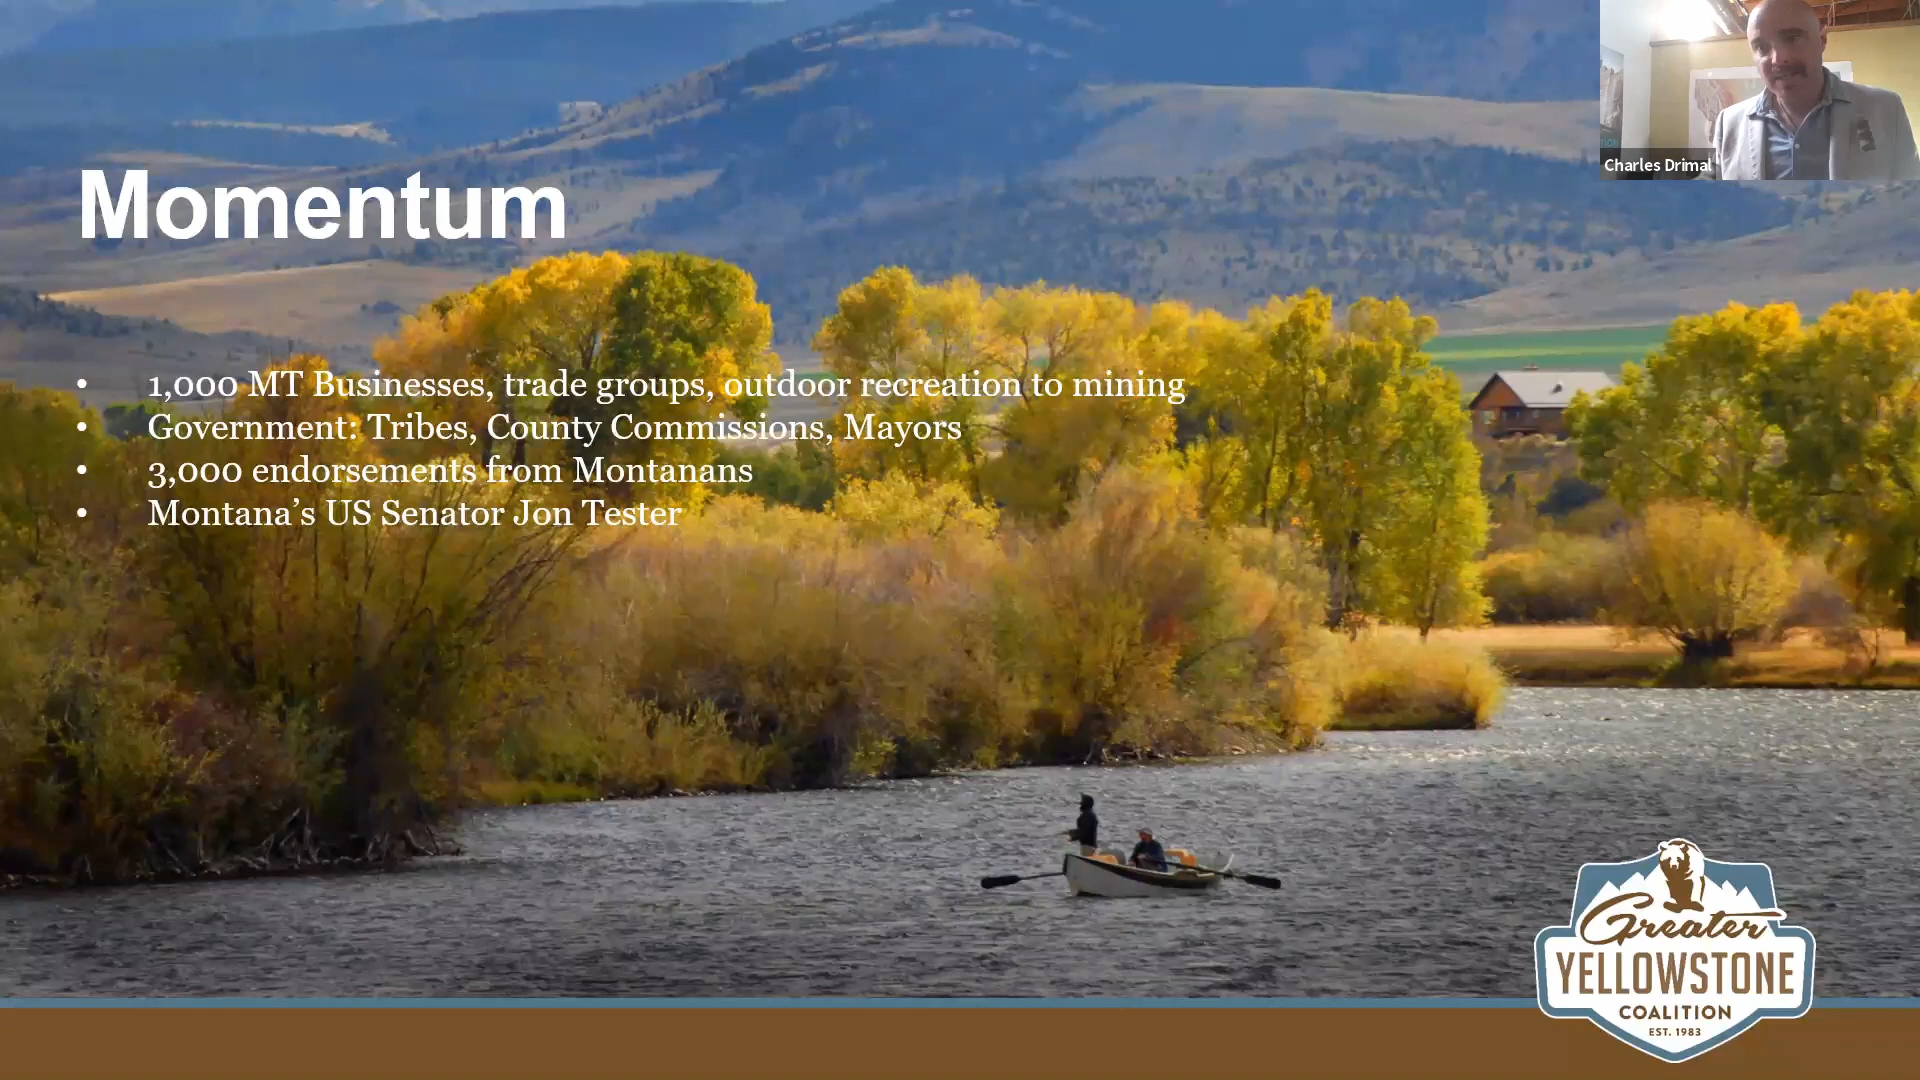 Charles Drimal
Momentum
• 1,000 MT Businesses, trade groups, outdoor recreation to mining
• Government: Tribes, County Commissions, Mayors
• 3,000 endorsements from Montanans
• Montana’s US Senator Jon Tester
Greater
YELLOWSTONE
COALITION
EST. 1983